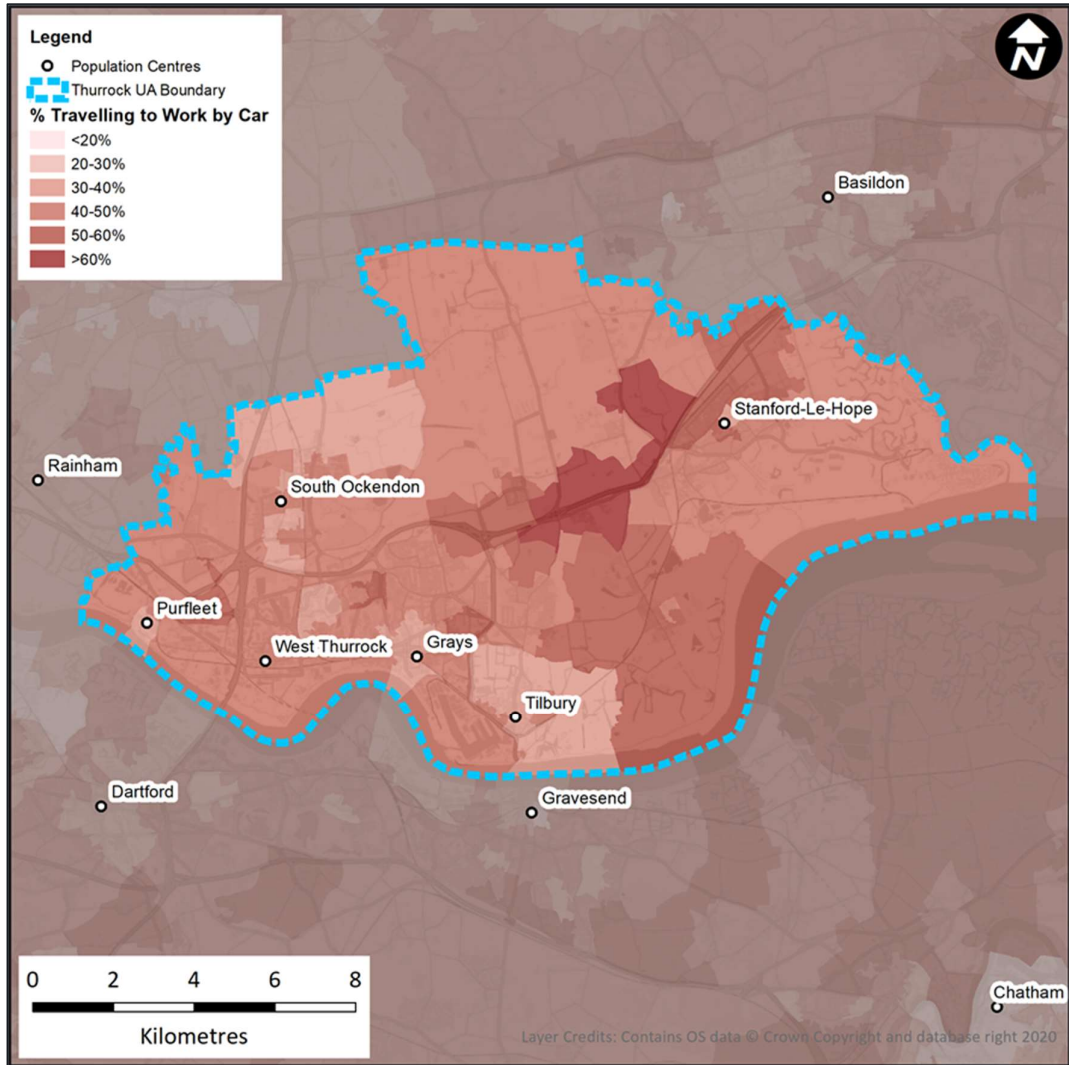 Legend
Population Centres
Thurrock UA Boundary
% Travelling to Work by Car
<20%
20-30%
30-40%
40-50%
50-60%
>60%
N
Basildon
Stanford-Le-Hope
Rainham
South Ockendon
Purfleet
West Thurrock
Grays
Tilbury
Dartford
Gravesend
Chatham
0 2 4 6 8
Kilometres
Layer Credits: Contains OS data © Crown Copyright and database right 2020